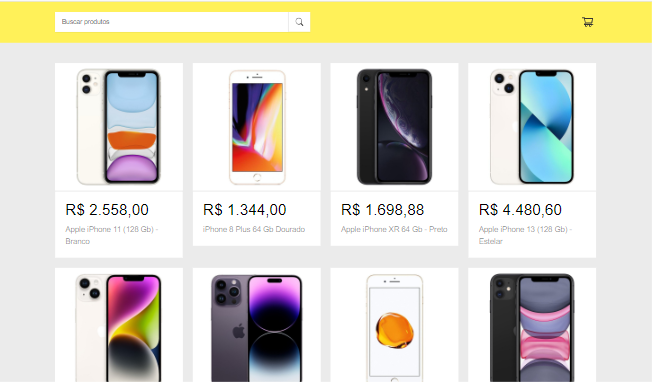 Buscar produtos
R$ 2.558,00
Apple iPhone 11 (128 Gb) -
Branco
R$ 1.344,00
iPhone 8 Plus 64 Gb Dourado
R$ 1.698,88
Apple iPhone XR 64 Gb - Preto
R$ 4.480,60
Apple iPhone 13 (128 Gb) -
Estelar